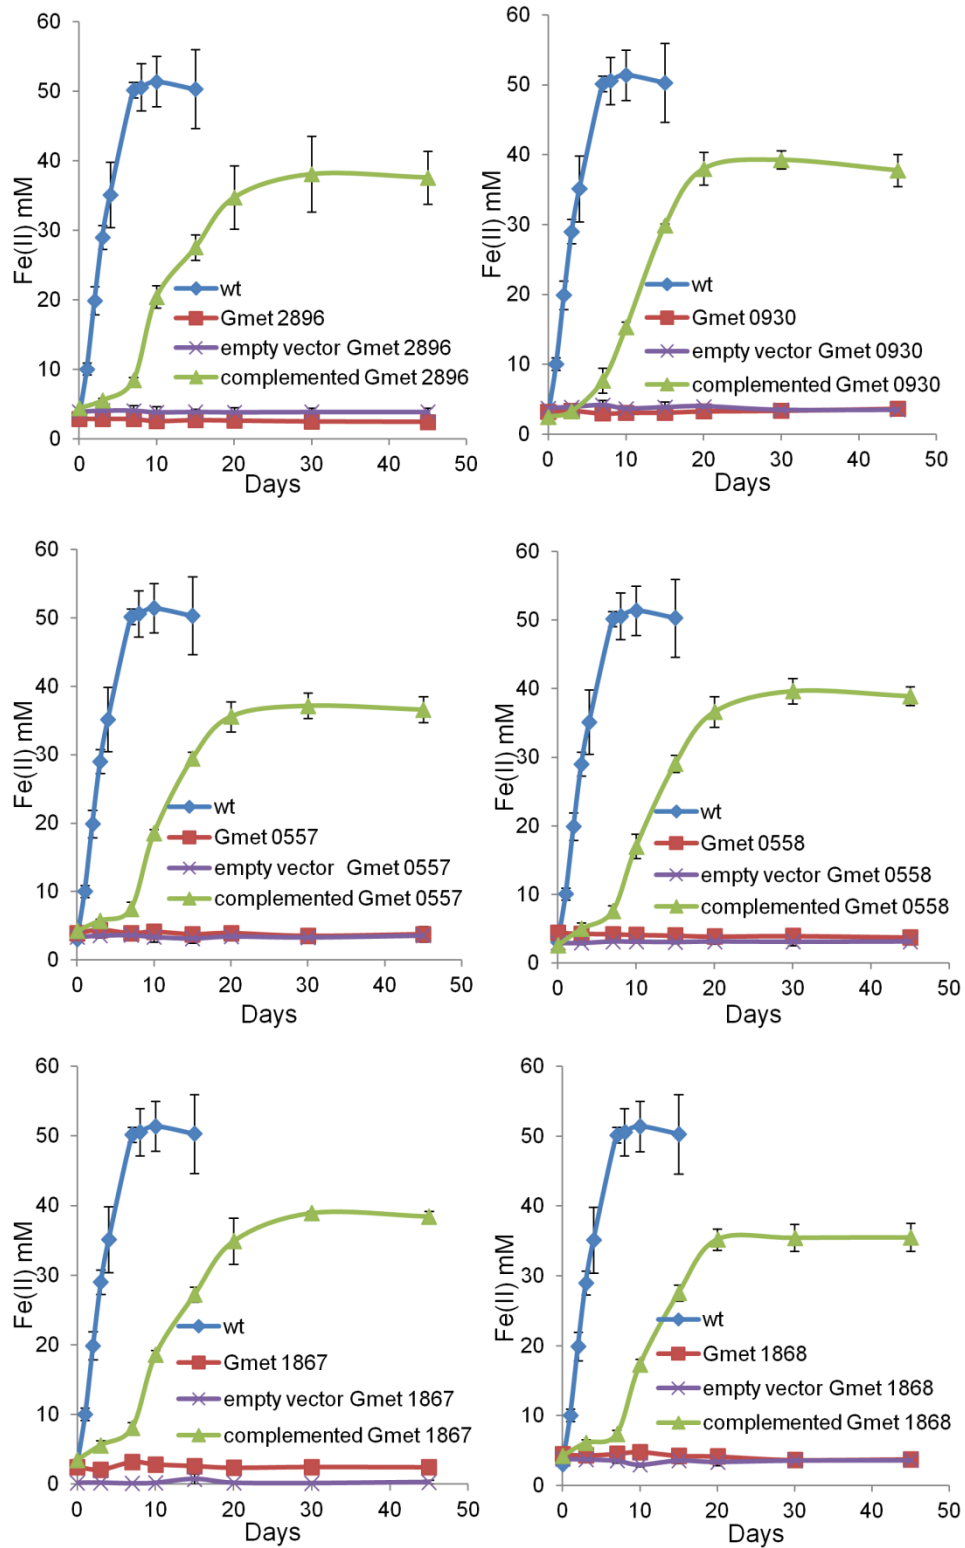 60
50
40
30
20
10
0
Fe(II) mM
wt
Gmet 2896
empty vector Gmet 2896
complemented Gmet 2896
0 10 20 30 40 50
Days
60
50
40
30
20
10
0
Fe(II) mM
wt
Gmet 0930
empty vector Gmet 0930
complemented Gmet 0930
0 10 20 30 40 50
Days
60
50
40
30
20
10
0
Fe(II) mM
wt
Gmet 0557
empty vector Gmet 0557
complemented Gmet 0557
0 10 20 30 40 50
Days
60
50
40
30
20
10
0
Fe(II) mM
wt
Gmet 0558
empty vector Gmet 0558
complemented Gmet 0558
0 10 20 30 40 50
Days
60
50
40
30
20
10
0
Fe(II) mM
wt
Gmet 1867
empty vector Gmet 1867
complemented Gmet 1867
0 10 20 30 40 50
Days
60
50
40
30
20
10
0
Fe(II) mM
wt
Gmet 1868
empty vector Gmet 1868
complemented Gmet 1868
0 10 20 30 40 50
Days